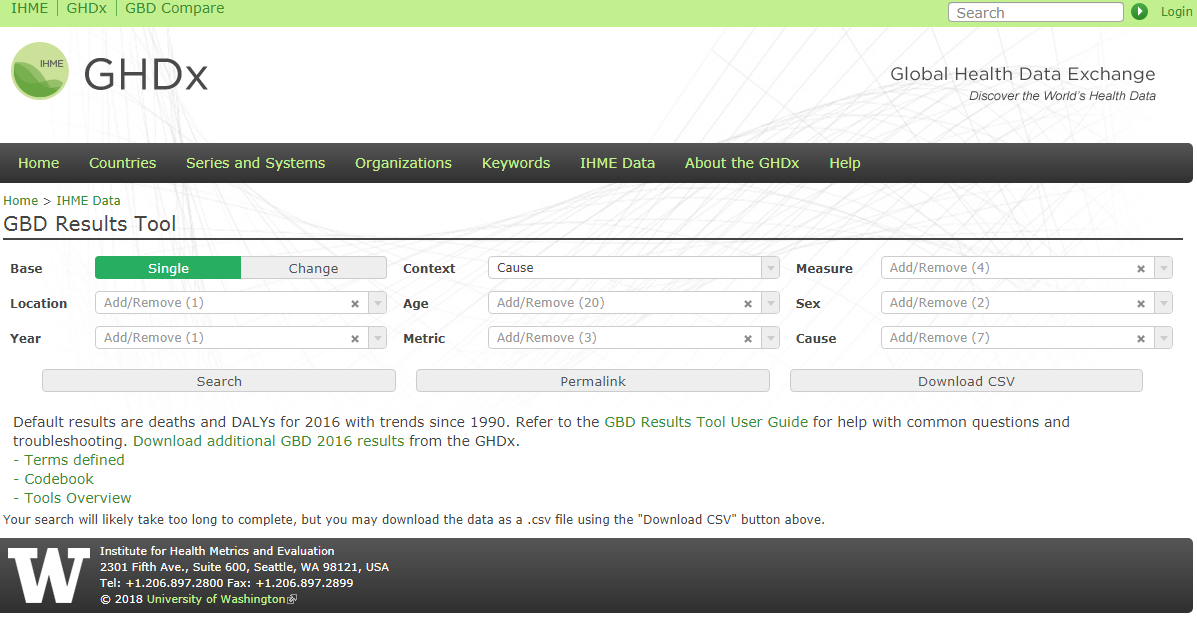 IHME GHDx GBD Compare Search Login
IHME GHDx
Global Health Data Exchange
Discover the World's Health Data
Home Countries Series and Systems Organizations Keywords IHME Data About the GHDx Help
Home > IHME Data
GBD Results Tool
Base Single Change Context Cause Measure Add/Remove (4)
Location Add/Remove (1) Age Add/Remove (20) Sex Add/Remove (2)
Year Add/Remove (1) Metric Add/Remove (3) Cause Add/Remove (7)
Search Permalink Download CSV
Default results are deaths and DALYs for 2016 with trends since 1990. Refer to the GBD Results Tool User Guide for help with common questions and
troubleshooting. Download additional GBD 2016 results from the GHDx.
- Terms defined
- Codebook
- Tools Overview
Your search will likely take too long to complete, but you may download the data as a .csv file using the "Download CSV" button above.
W
Institute for Health Metrics and Evaluation
2301 Fifth Ave., Suite 600, Seattle, WA 98121, USA
Tel: +1.206.897.2800 Fax: +1.206.897.2899
© 2018 University of Washington